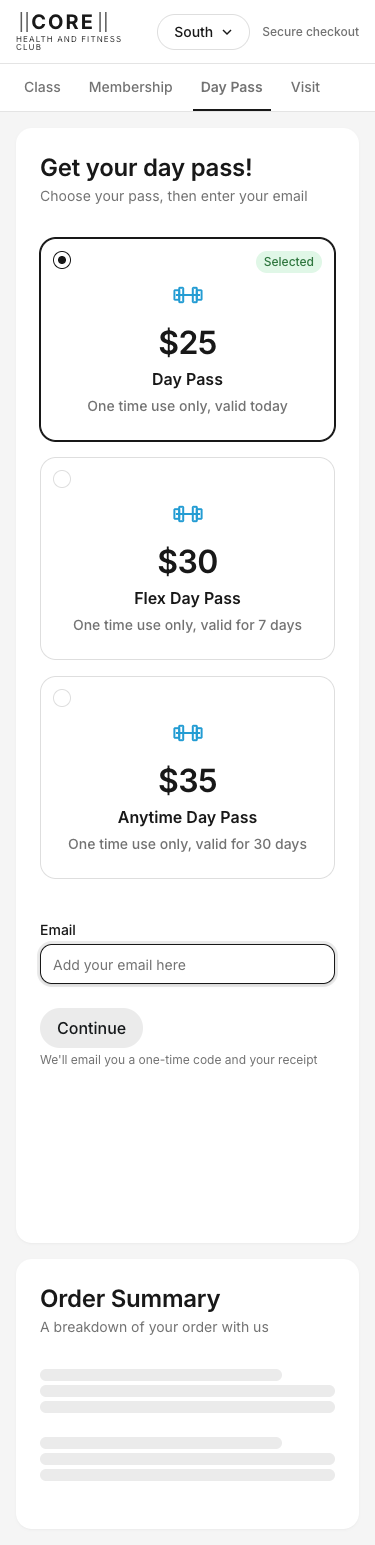 ||CORE||
HEALTH AND FITNESS
CLUB
South
Secure checkout
Class
Membership
Day Pass
Visit
Get your day pass!
Choose your pass, then enter your email
Selected
$25
Day Pass
One time use only, valid today
$30
Flex Day Pass
One time use only, valid for 7 days
$35
Anytime Day Pass
One time use only, valid for 30 days
Email
Add your email here
Continue
We'll email you a one-time code and your receipt
Order Summary
A breakdown of your order with us